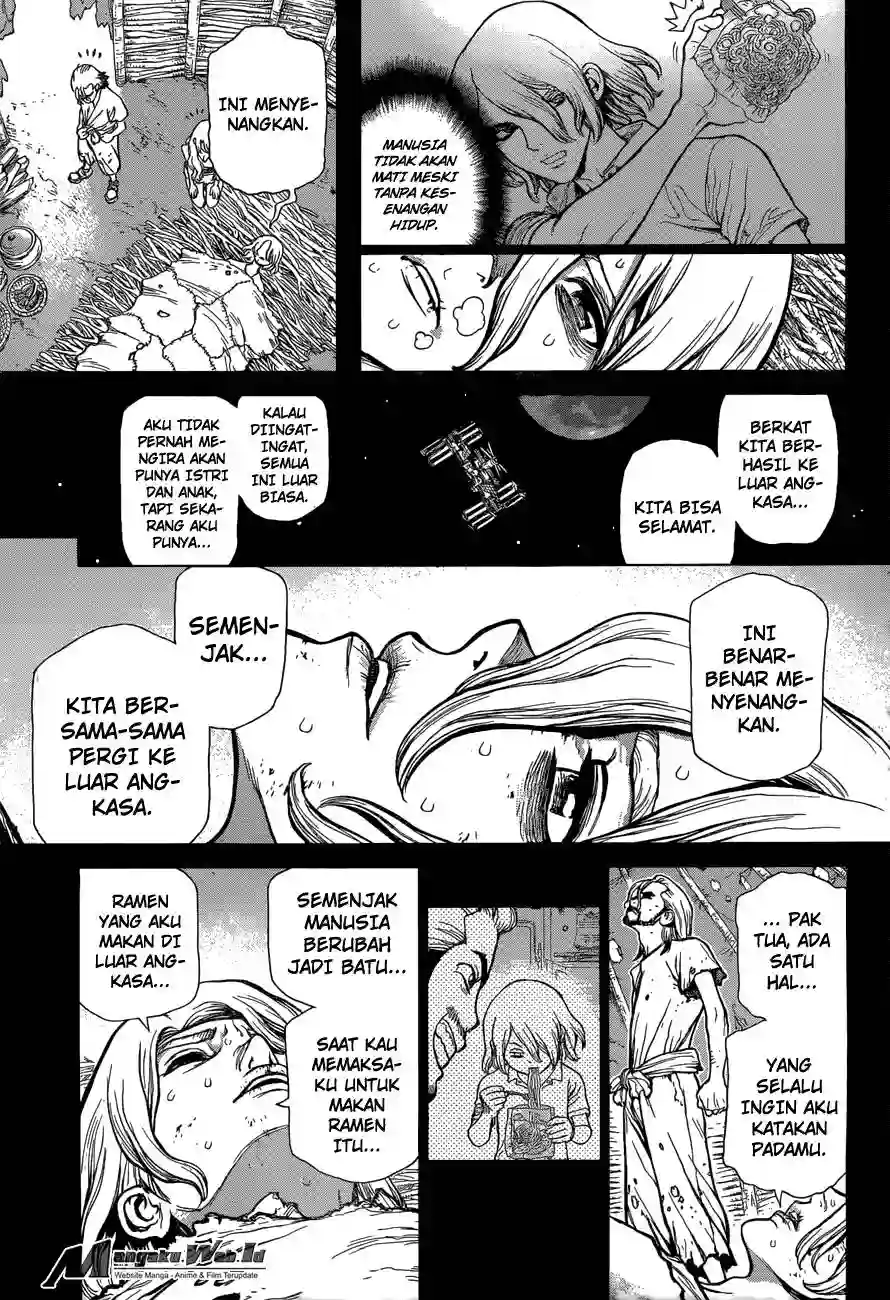 MANUSIA
TIDAK AKAN
MATI MESKI
TANPA KES-
ENANGAN
HIDUP.
INI MENYE-
NANGKAN.
BERKAT
KITA BER-
HASIL KE
LUAR ANG-
KASA...
KITA BISA
SELAMAT.
KALAU
DIINGAT-
INGAT,
SEMUA
INI LUAR
BIASA.
AKU TIDAK
PERNAH ME-
NGIRA AKAN
PUNYA ISTRI
DAN ANAK,
TAPI SEKA-
RANG AKU
PUNYA...
INI
BENAR-
BENAR ME-
NYENANG-
KAN.
SEMEN-
JAK...
KITA BER-
SAMA-SAMA
PERGI KE
LUAR ANG-
KASA.
... PAK
TUA, ADA
SATU
HAL...
YANG
SELALU
INGIN AKU
KATAKAN
PADAMU.
SEMENJAK
MANUSIA
BERUBAH
JADI BATU...
SAAT KAU
MEMAKSA-
KU UNTUK
MAKAN
RAMEN
ITU...
RAMEN
YANG AKU
MAKAN DI
LUAR ANG-
KASA...
Mangaku.Web.Id
Website Manga - Anime & Film Terupdate